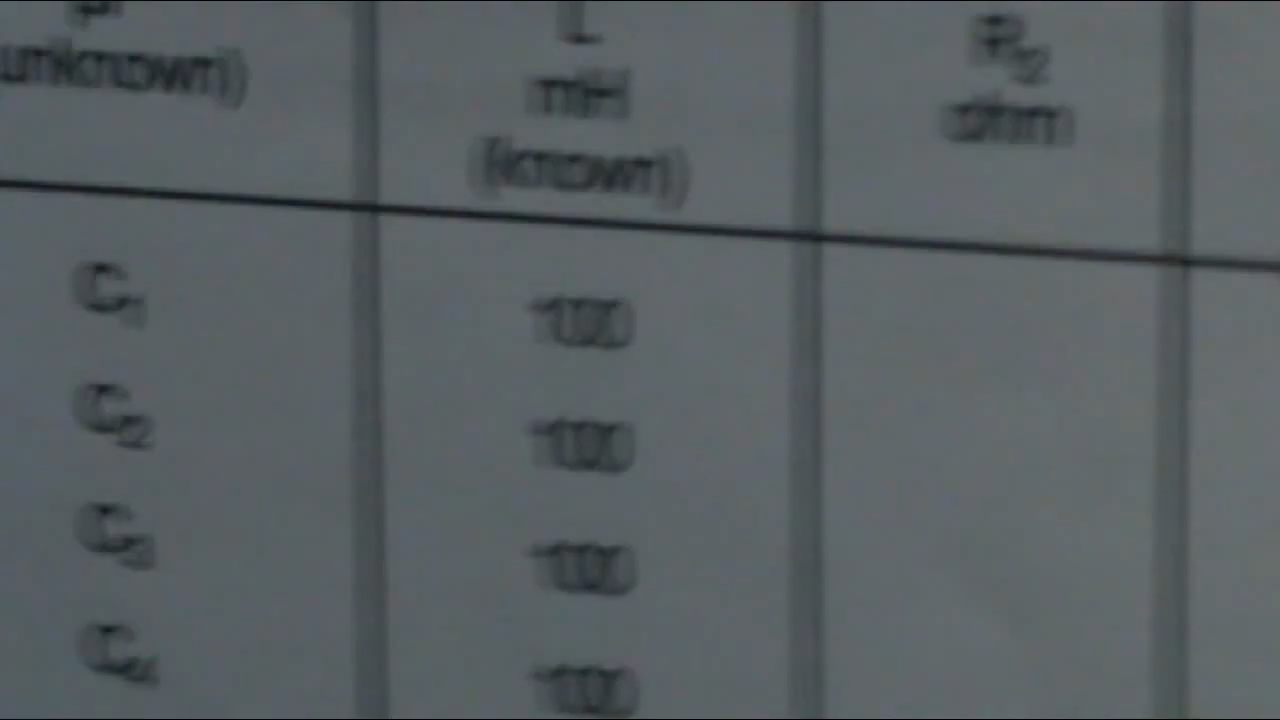 (unknown)
L
mH
(known)
R₂
ohm
C₁ 100
C₂ 100
C₃ 100
C₄ 100